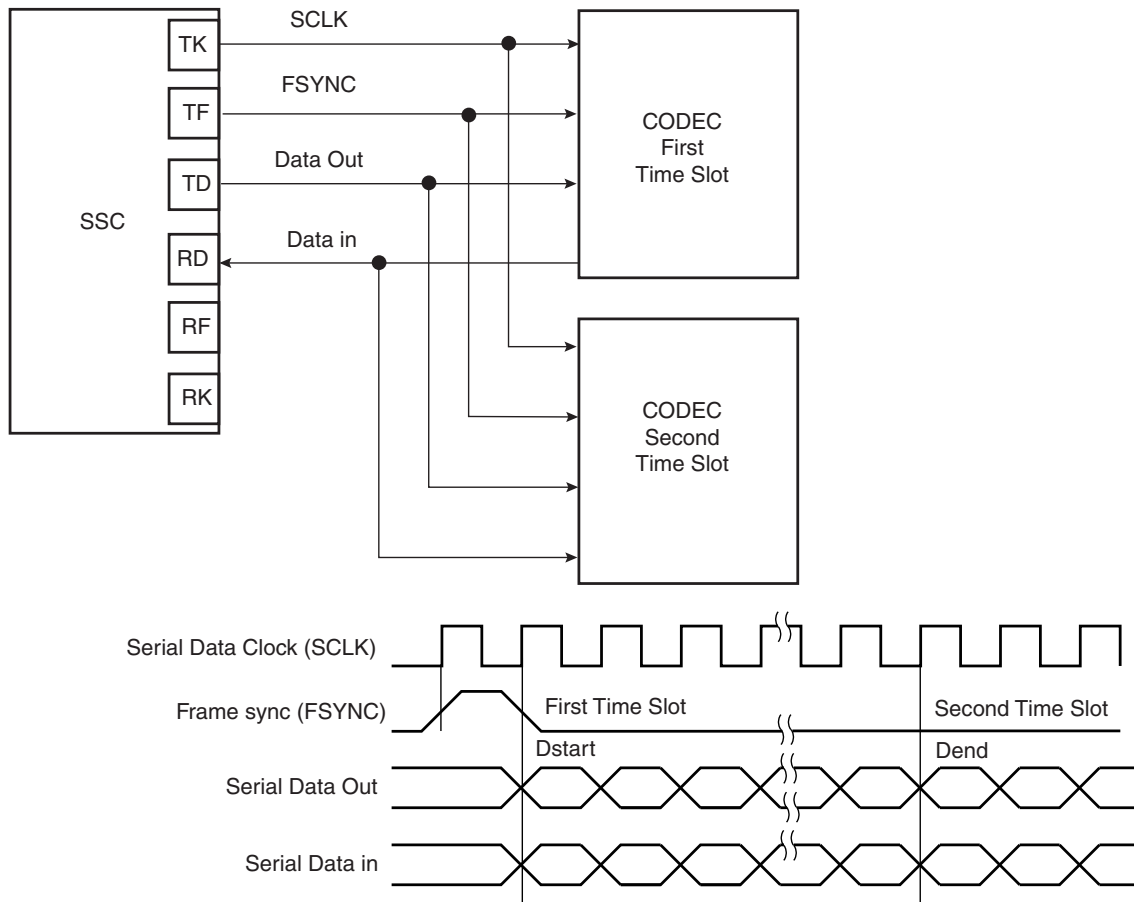 SCLK
TK
FSYNC
TF
CODEC
First
Time Slot
Data Out
TD
SSC
Data in
RD
RF
RK
CODEC
Second
Time Slot
Serial Data Clock (SCLK)
Frame sync (FSYNC)
First Time Slot
Second Time Slot
Dstart
Dend
Serial Data Out
Serial Data in